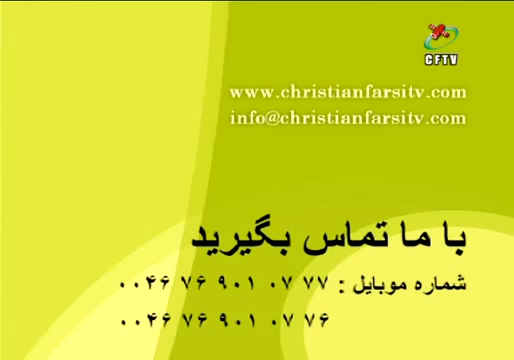 CFTV
www.christianfarsitv.com
info@christianfarsitv.com
با ما تماس بگیرید
شماره موبایل : ۰۰۴۶ ۷۶ ۹۰۱ ۰۷ ۷۷
۰۰۴۶ ۷۶ ۹۰۱ ۰۷ ۷۶